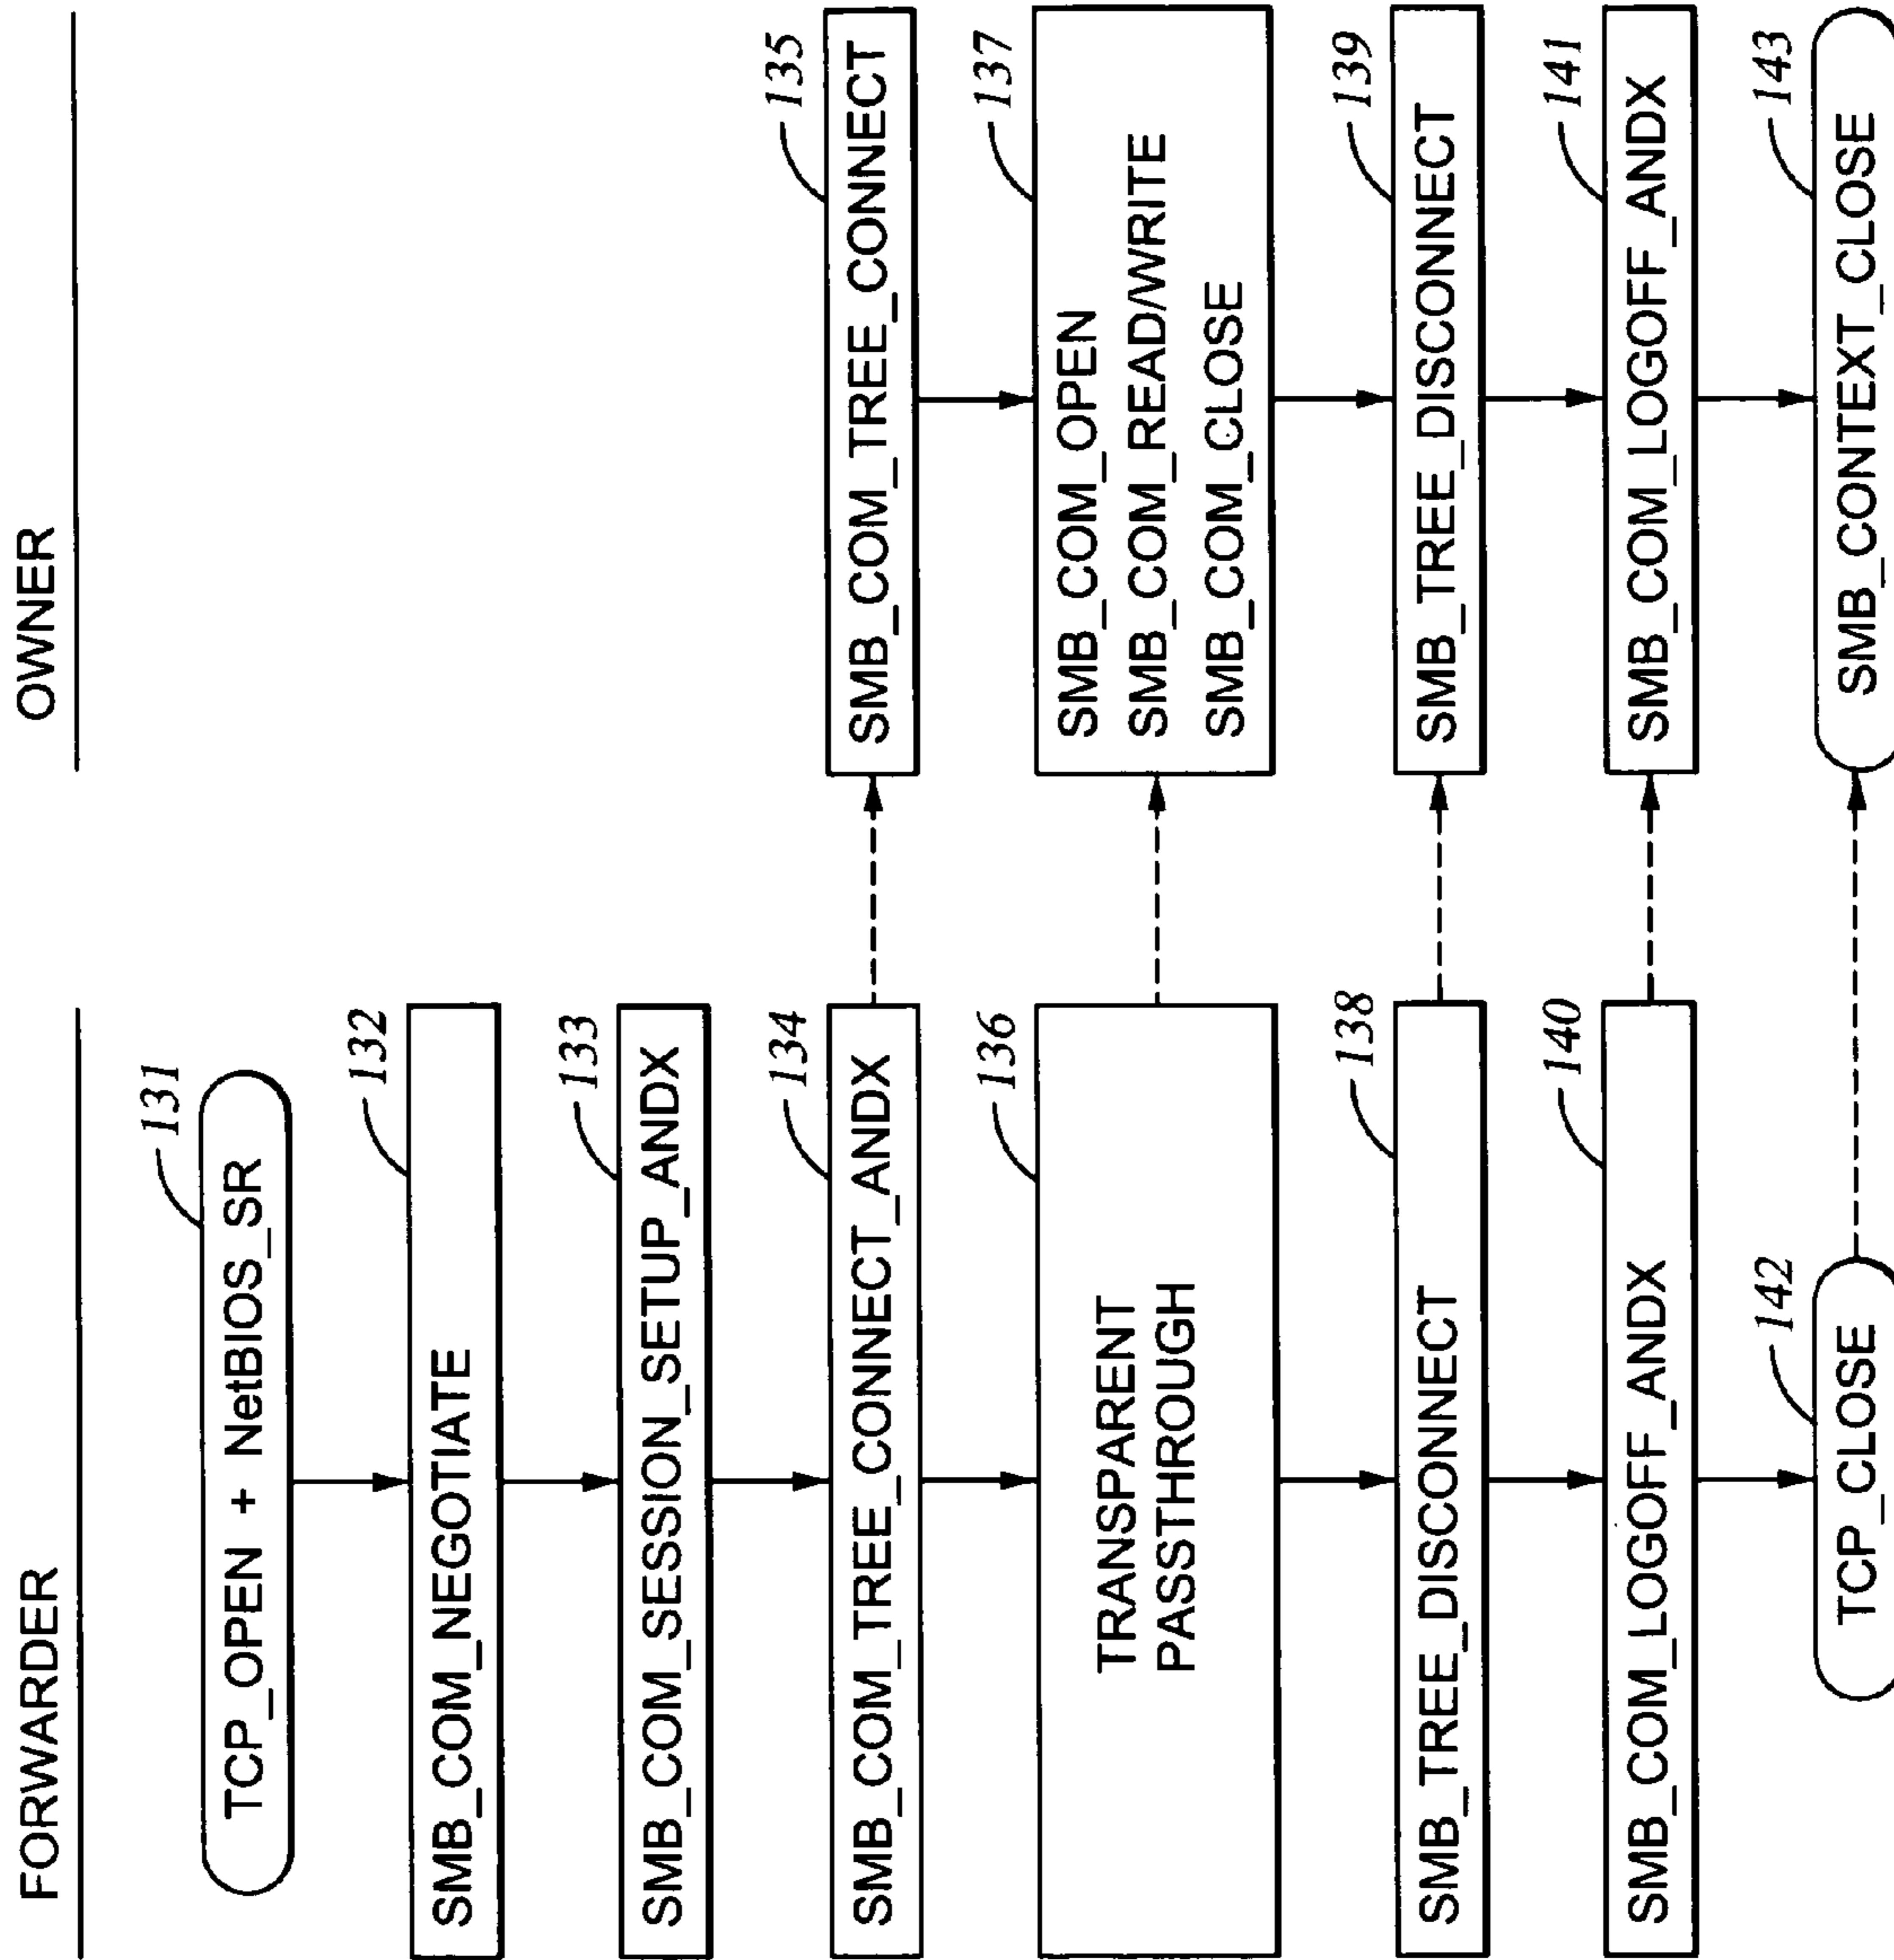 FORWARDER
OWNER
131
TCP_OPEN + NetBIOS_SR
132
SMB_COM_NEGOTIATE
133
SMB_COM_SESSION_SETUP_ANDX
134
SMB_COM_TREE_CONNECT_ANDX
135
SMB_COM_TREE_CONNECT
136
TRANSPARENT
PASSTHROUGH
137
SMB_COM_OPEN
SMB_COM_READ/WRITE
SMB_COM_CLOSE
138
SMB_TREE_DISCONNECT
139
SMB_TREE_DISCONNECT
140
SMB_COM_LOGOFF_ANDX
141
SMB_COM_LOGOFF_ANDX
142
TCP_CLOSE
143
SMB_CONTEXT_CLOSE